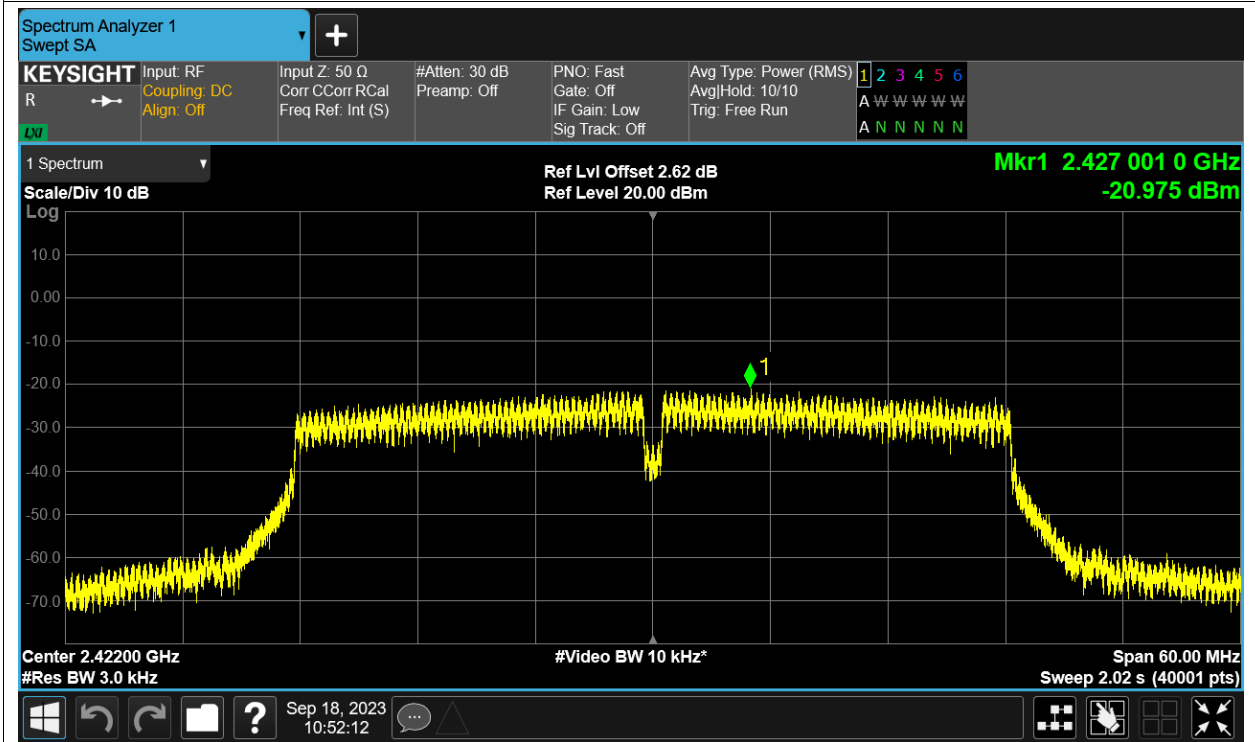 Spectrum Analyzer 1
Swept SA
KEYSIGHT
R
LXI
Input: RF
Coupling: DC
Align: Off
Input Z: 50 Ω
Corr CCorr RCal
Freq Ref: Int (S)
#Atten: 30 dB
Preamp: Off
PNO: Fast
Gate: Off
IF Gain: Low
Sig Track: Off
Avg Type: Power (RMS)
Avg|Hold: 10/10
Trig: Free Run
1 2 3 4 5 6
A W W W W W
A N N N N N
1 Spectrum
Scale/Div 10 dB
Ref Lvl Offset 2.62 dB
Ref Level 20.00 dBm
Mkr1 2.427 001 0 GHz
-20.975 dBm
Log
10.0
0.00
-10.0
-20.0
-30.0
-40.0
-50.0
-60.0
-70.0
1
Center 2.42200 GHz
#Res BW 3.0 kHz
#Video BW 10 kHz*
Span 60.00 MHz
Sweep 2.02 s (40001 pts)
?
Sep 18, 2023
10:52:12